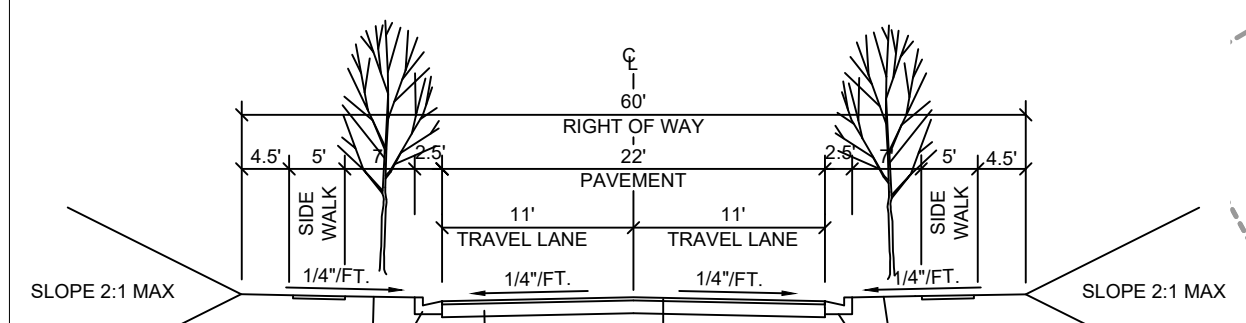 ℄
60'
RIGHT OF WAY
4.5' 5' 7' 2.5' 22' 2.5' 7' 5' 4.5'
PAVEMENT
SIDE
WALK
SIDE
WALK
11' 11'
TRAVEL LANE TRAVEL LANE
1/4"/FT. 1/4"/FT. 1/4"/FT. 1/4"/FT.
SLOPE 2:1 MAX SLOPE 2:1 MAX